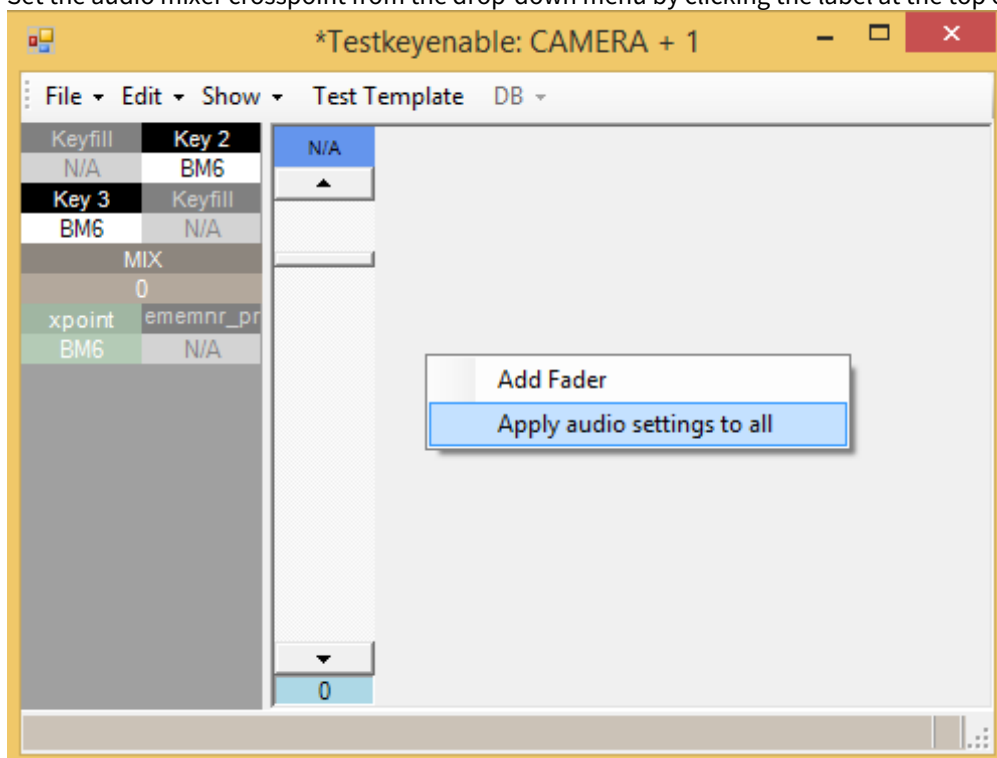 Set the audio mixer crosspoint from the drop-down menu by clicking the label at the top
*Testkeyenable: CAMERA + 1
File Edit Show Test Template DB
Keyfill Key 2
N/A BM6
Key 3 Keyfill
BM6 N/A
MIX
0
xpoint ememnr_pr
BM6 N/A
N/A
Add Fader
Apply audio settings to all
0